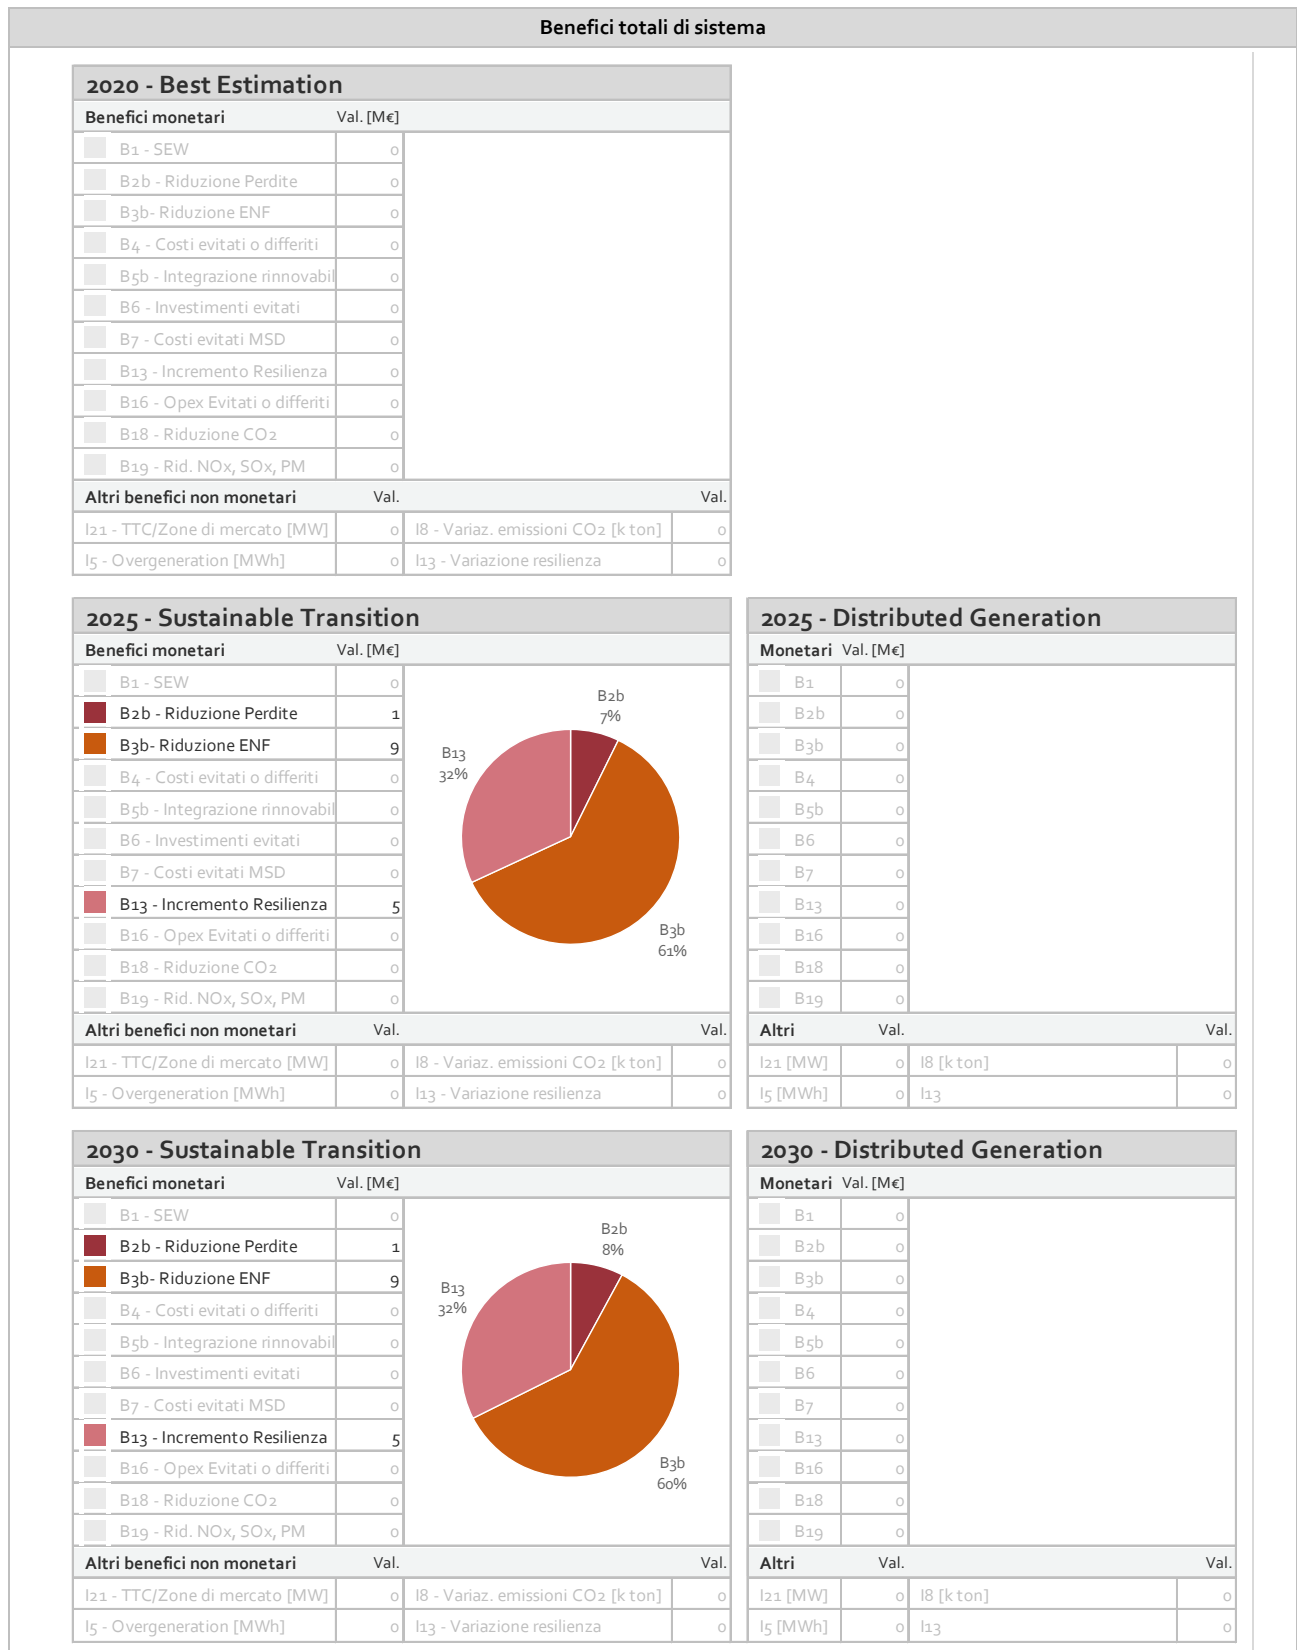 Benefici totali di sistema
2020 - Best Estimation
Benefici monetari Val. [M€]
B1 - SEW 0
B2b - Riduzione Perdite 0
B3b- Riduzione ENF 0
B4 - Costi evitati o differiti 0
B5b - Integrazione rinnovabil 0
B6 - Investimenti evitati 0
B7 - Costi evitati MSD 0
B13 - Incremento Resilienza 0
B16 - Opex Evitati o differiti 0
B18 - Riduzione CO2 0
B19 - Rid. NOx, SOx, PM 0
Altri benefici non monetari Val. Val.
I21 - TTC/Zone di mercato [MW] 0 I8 - Variaz. emissioni CO2 [k ton] 0
I5 - Overgeneration [MWh] 0 I13 - Variazione resilienza 0
2025 - Sustainable Transition
Benefici monetari Val. [M€]
B1 - SEW 0
B2b - Riduzione Perdite 1
B3b- Riduzione ENF 9
B4 - Costi evitati o differiti 0
B5b - Integrazione rinnovabil 0
B6 - Investimenti evitati 0
B7 - Costi evitati MSD 0
B13 - Incremento Resilienza 5
B16 - Opex Evitati o differiti 0
B18 - Riduzione CO2 0
B19 - Rid. NOx, SOx, PM 0
B2b
7%
B13
32%
B3b
61%
Altri benefici non monetari Val. Val.
I21 - TTC/Zone di mercato [MW] 0 I8 - Variaz. emissioni CO2 [k ton] 0
I5 - Overgeneration [MWh] 0 I13 - Variazione resilienza 0
2025 - Distributed Generation
Monetari Val. [M€]
B1 0
B2b 0
B3b 0
B4 0
B5b 0
B6 0
B7 0
B13 0
B16 0
B18 0
B19 0
Altri Val. Val.
I21 [MW] 0 I8 [k ton] 0
I5 [MWh] 0 I13 0
2030 - Sustainable Transition
Benefici monetari Val. [M€]
B1 - SEW 0
B2b - Riduzione Perdite 1
B3b- Riduzione ENF 9
B4 - Costi evitati o differiti 0
B5b - Integrazione rinnovabil 0
B6 - Investimenti evitati 0
B7 - Costi evitati MSD 0
B13 - Incremento Resilienza 5
B16 - Opex Evitati o differiti 0
B18 - Riduzione CO2 0
B19 - Rid. NOx, SOx, PM 0
B2b
8%
B13
32%
B3b
60%
Altri benefici non monetari Val. Val.
I21 - TTC/Zone di mercato [MW] 0 I8 - Variaz. emissioni CO2 [k ton] 0
I5 - Overgeneration [MWh] 0 I13 - Variazione resilienza 0
2030 - Distributed Generation
Monetari Val. [M€]
B1 0
B2b 0
B3b 0
B4 0
B5b 0
B6 0
B7 0
B13 0
B16 0
B18 0
B19 0
Altri Val. Val.
I21 [MW] 0 I8 [k ton] 0
I5 [MWh] 0 I13 0